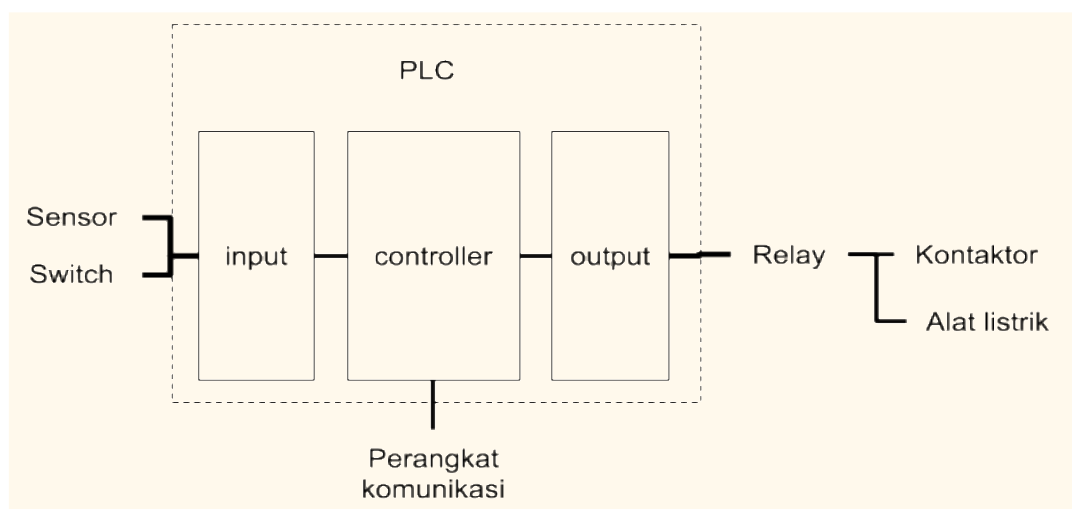 PLC
Sensor
Switch
input
controller
output
Relay
Kontaktor
Alat listrik
Perangkat
komunikasi